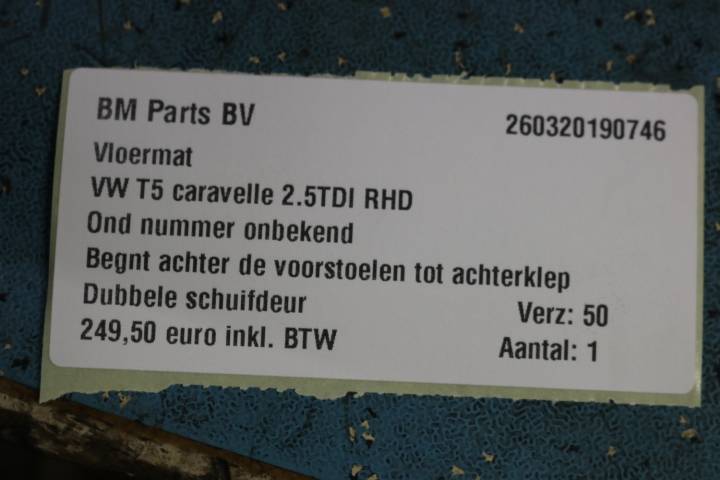 BM Parts BV
260320190746
Vloermat
VW T5 caravelle 2.5TDI RHD
Ond nummer onbekend
Begnt achter de voorstoelen tot achterklep
Dubbele schuifdeur
Verz: 50
249,50 euro inkl. BTW
Aantal: 1